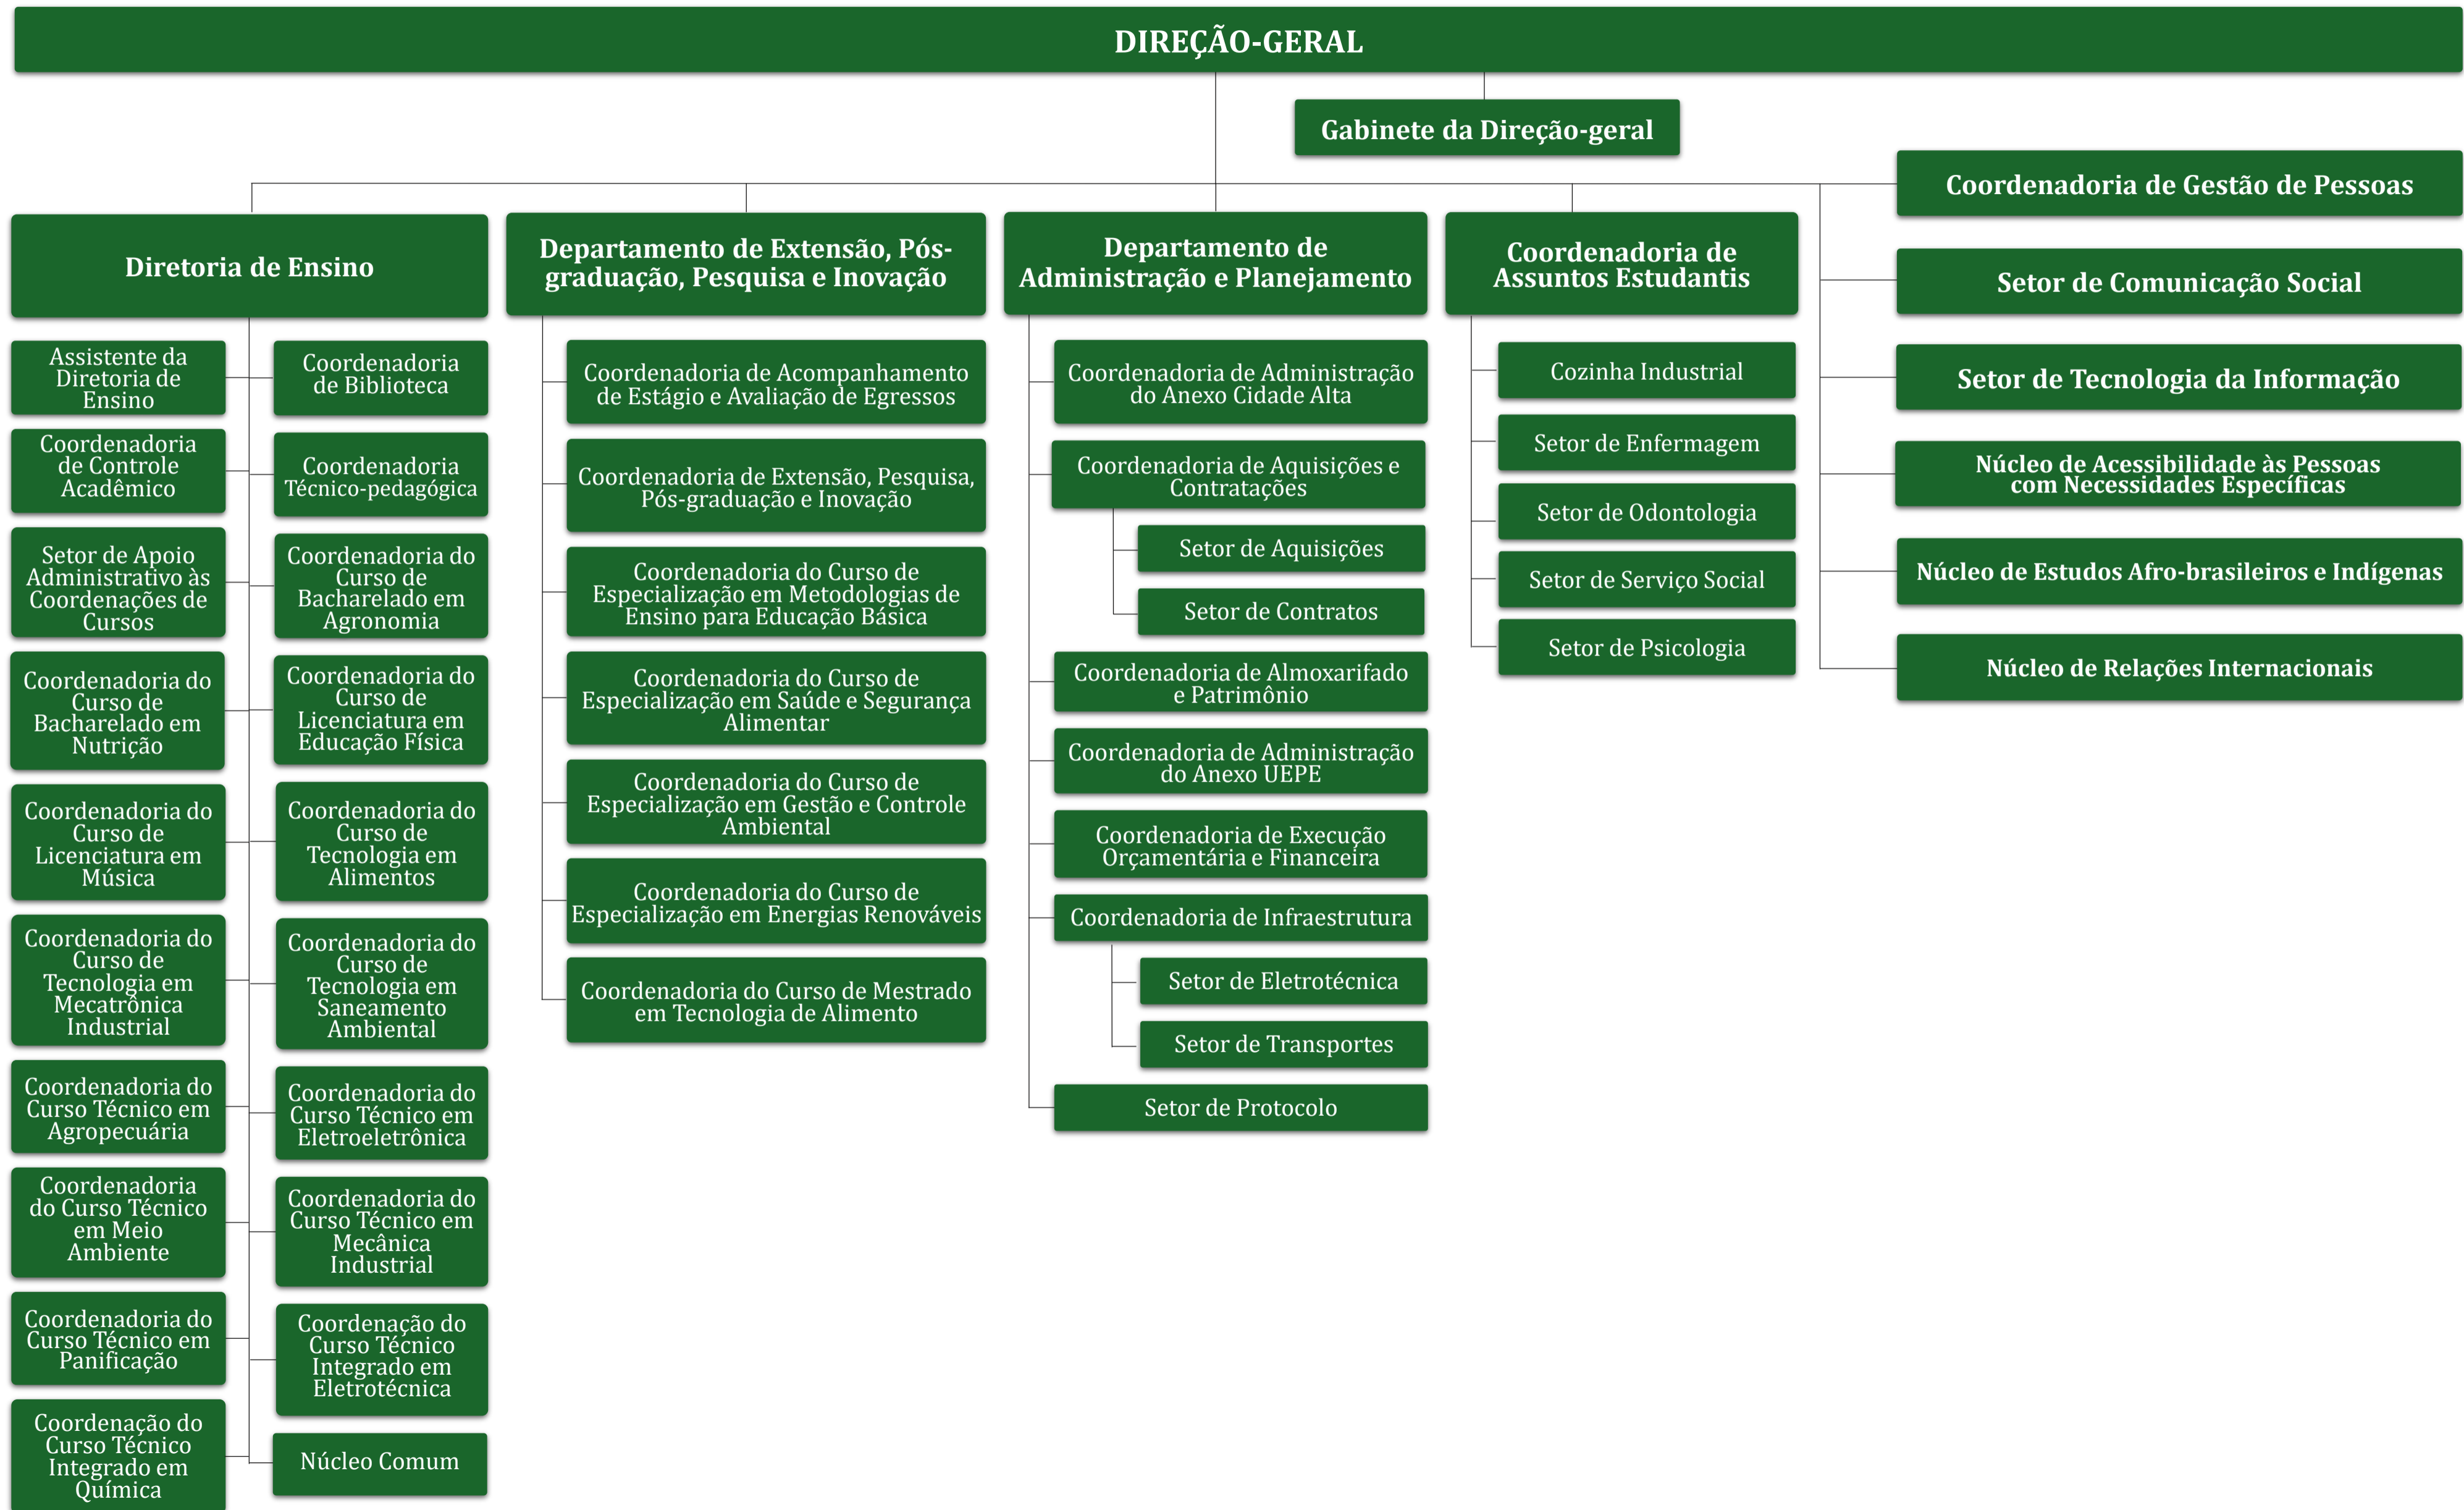 DIREÇÃO-GERAL
Gabinete da Direção-geral
Diretoria de Ensino
Assistente da
Diretoria de
Ensino
Coordenadoria
de Biblioteca
Coordenadoria
de Controle
Acadêmico
Coordenadoria
Técnico-pedagógica
Setor de Apoio
Administrativo às
Coordenações de
Cursos
Coordenadoria do
Curso de
Bacharelado em
Agronomia
Coordenadoria do
Curso de
Bacharelado em
Nutrição
Coordenadoria do
Curso de
Licenciatura em
Educação Física
Coordenadoria do
Curso de
Licenciatura em
Música
Coordenadoria do
Curso de
Tecnologia em
Alimentos
Coordenadoria do
Curso de
Tecnologia em
Mecatrônica
Industrial
Coordenadoria do
Curso de
Tecnologia em
Saneamento
Ambiental
Coordenadoria do
Curso Técnico em
Agropecuária
Coordenadoria do
Curso Técnico em
Eletroeletrônica
Coordenadoria
do Curso Técnico
em Meio
Ambiente
Coordenadoria do
Curso Técnico em
Mecânica
Industrial
Coordenadoria do
Curso Técnico em
Panificação
Coordenação do
Curso Técnico
Integrado em
Eletrotécnica
Coordenação do
Curso Técnico
Integrado em
Química
Núcleo Comum
Departamento de Extensão, Pós-
graduação, Pesquisa e Inovação
Coordenadoria de Acompanhamento
de Estágio e Avaliação de Egressos
Coordenadoria de Extensão, Pesquisa,
Pós-graduação e Inovação
Coordenadoria do Curso de
Especialização em Metodologias de
Ensino para Educação Básica
Coordenadoria do Curso de
Especialização em Saúde e Segurança
Alimentar
Coordenadoria do Curso de
Especialização em Gestão e Controle
Ambiental
Coordenadoria do Curso de
Especialização em Energias Renováveis
Coordenadoria do Curso de Mestrado
em Tecnologia de Alimento
Departamento de
Administração e Planejamento
Coordenadoria de Administração
do Anexo Cidade Alta
Coordenadoria de Aquisições e
Contratações
Setor de Aquisições
Setor de Contratos
Coordenadoria de Almoxarifado
e Patrimônio
Coordenadoria de Administração
do Anexo UEPE
Coordenadoria de Execução
Orçamentária e Financeira
Coordenadoria de Infraestrutura
Setor de Eletrotécnica
Setor de Transportes
Setor de Protocolo
Coordenadoria de
Assuntos Estudantis
Cozinha Industrial
Setor de Enfermagem
Setor de Odontologia
Setor de Serviço Social
Setor de Psicologia
Coordenadoria de Gestão de Pessoas
Setor de Comunicação Social
Setor de Tecnologia da Informação
Núcleo de Acessibilidade às Pessoas
com Necessidades Específicas
Núcleo de Estudos Afro-brasileiros e Indígenas
Núcleo de Relações Internacionais